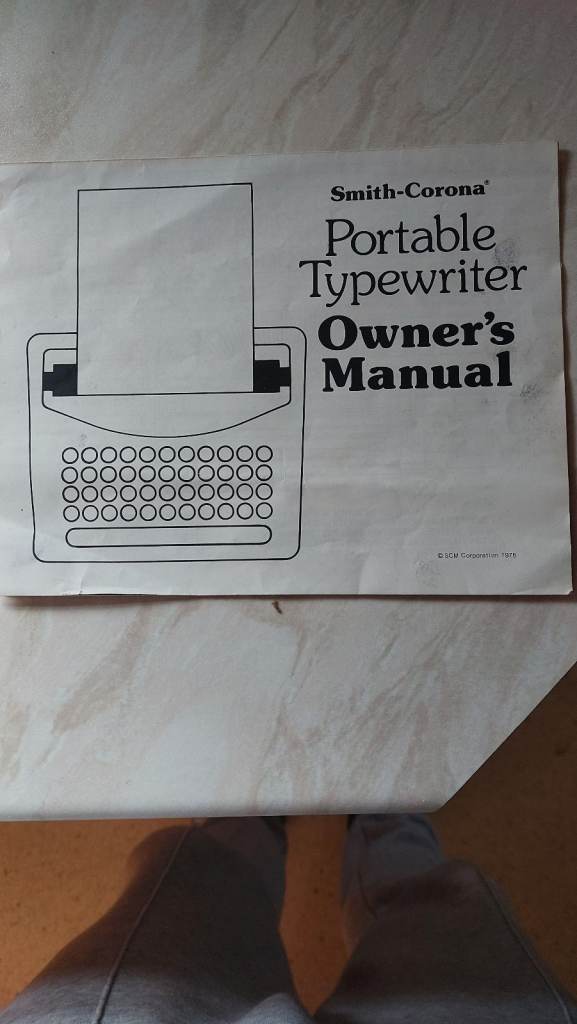 Smith-Corona®
Portable
Typewriter
Owner's
Manual
© SCM Corporation 1978